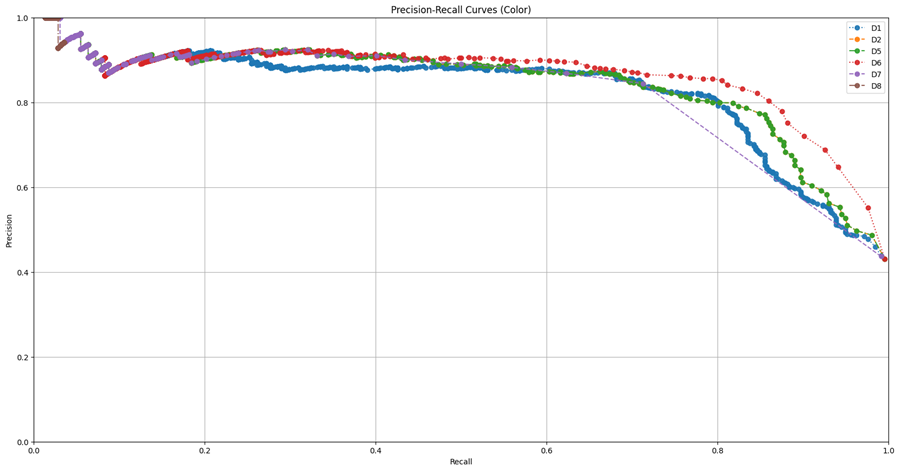 Precision-Recall Curves (Color)
1.0
0.8
0.6
0.4
0.2
0.0
Precision
0.0 0.2 0.4 0.6 0.8 1.0
Recall
D1
D2
D5
D6
D7
D8